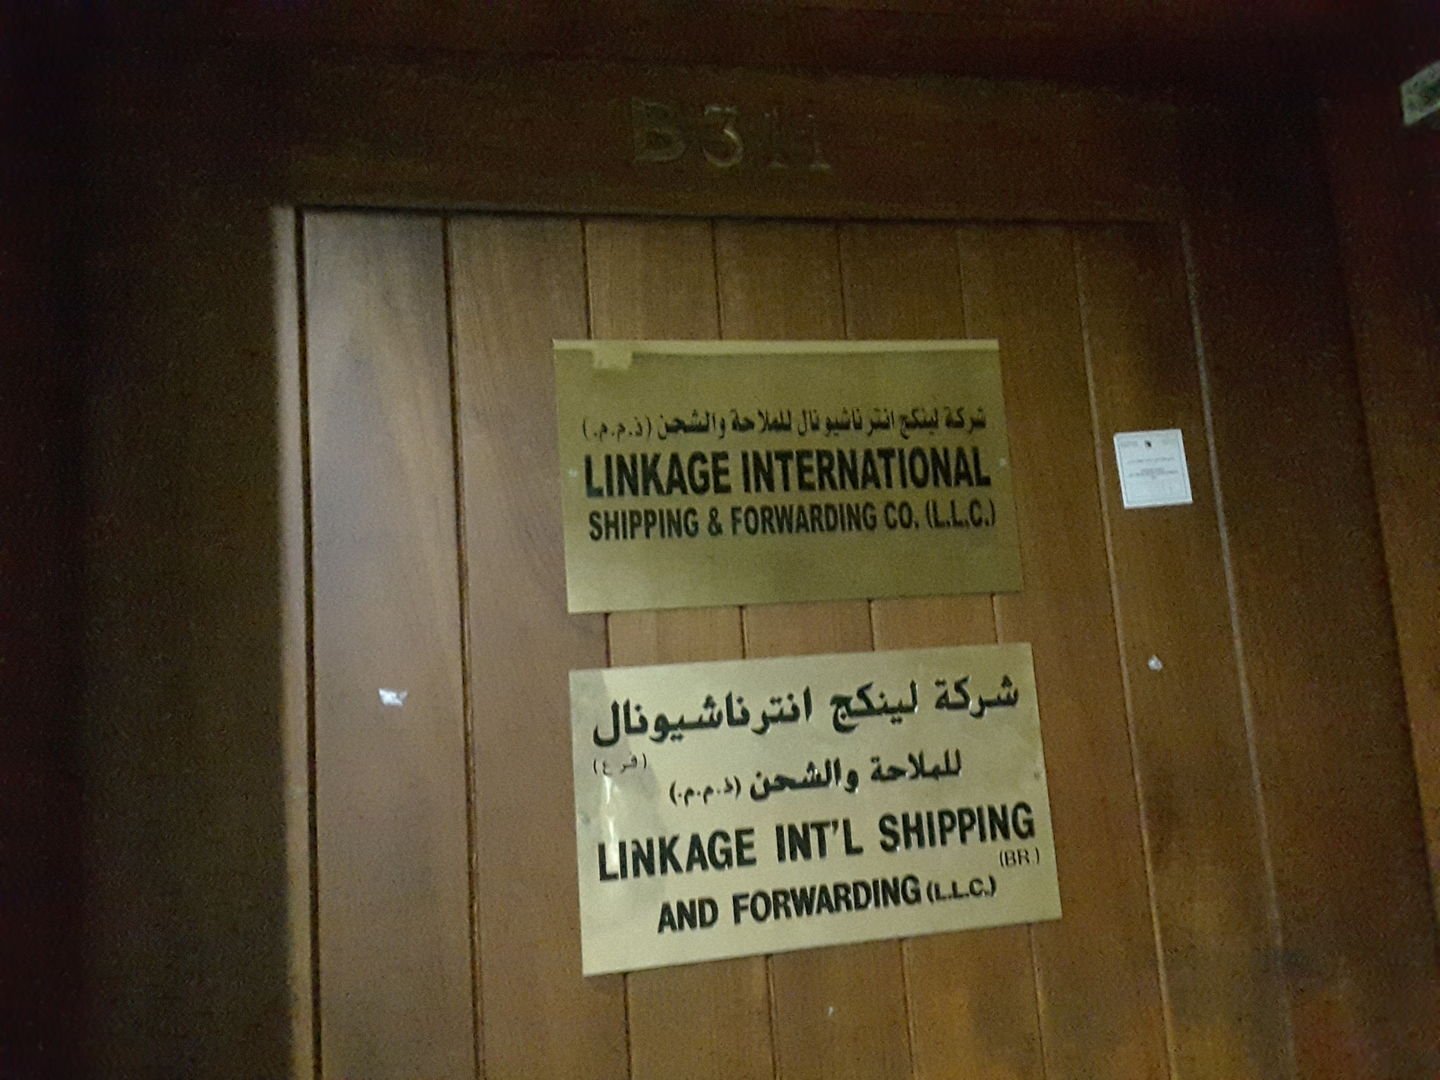 B 311
شركة لينكج انترناشيونال للملاحة والشحن (ذ.م.م.)
LINKAGE INTERNATIONAL
SHIPPING & FORWARDING CO. (L.L.C.)
شركة لينكج انترناشيونال
(فرع)
للملاحة والشحن (ذ.م.م.)
LINKAGE INT'L SHIPPING
(BR.)
AND FORWARDING (L.L.C.)